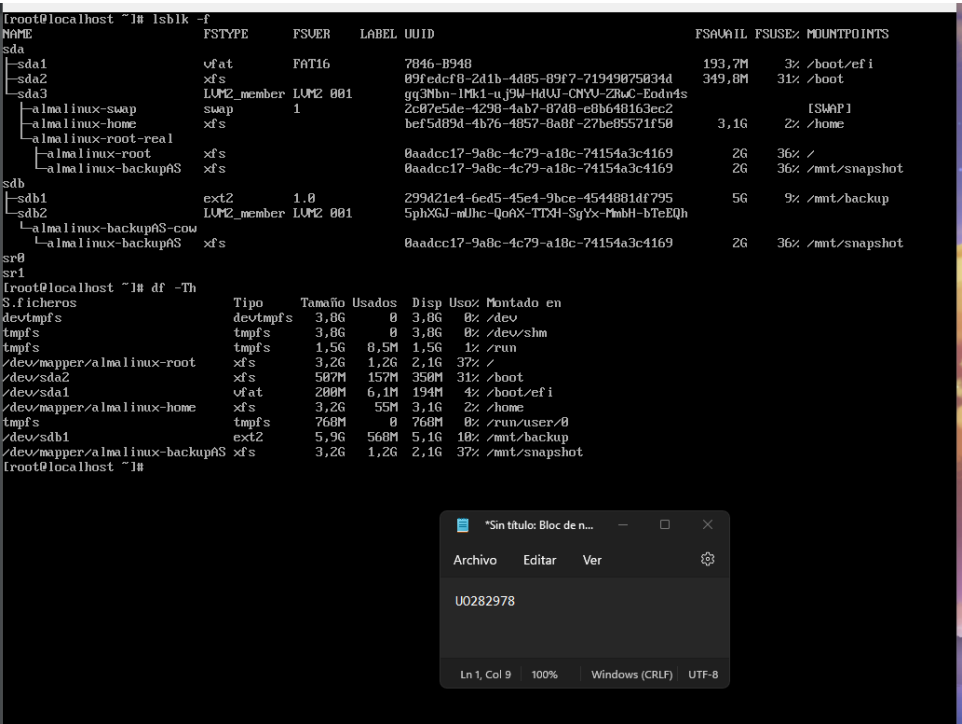 [root@localhost ~]# lsblk -f
NAME FSTYPE FSVER LABEL UUID FSAVAIL FSUSE% MOUNTPOINTS
sda
├─sda1 vfat FAT16 7846-B948 193,7M 3% /boot/efi
├─sda2 xfs 09fedcf8-2d1b-4d85-89f7-71949075034d 349,8M 31% /boot
└─sda3 LVM2_member LVM2 001 gq3Nbn-lMk1-uj9W-HdVJ-CNYV-ZRwC-Eodn4s
├─almalinux-swap swap 1 2c07e5de-4298-4ab7-87d8-e8b648163ec2 [SWAP]
├─almalinux-home xfs bef5d89d-4b76-4857-8a8f-27be85571f50 3,1G 2% /home
└─almalinux-root-real
├─almalinux-root xfs 0aadcc17-9a8c-4c79-a18c-74154a3c4169 2G 36% /
└─almalinux-backupAS xfs 0aadcc17-9a8c-4c79-a18c-74154a3c4169 2G 36% /mnt/snapshot
sdb
├─sdb1 ext2 1.0 299d21e4-6ed5-45e4-9bce-4544881df795 5G 9% /mnt/backup
└─sdb2 LVM2_member LVM2 001 5phXGJ-mUhc-QoAX-TTXH-SgYx-MmbH-bTeEQh
└─almalinux-backupAS-cow
└─almalinux-backupAS xfs 0aadcc17-9a8c-4c79-a18c-74154a3c4169 2G 36% /mnt/snapshot
sr0
sr1
[root@localhost ~]# df -Th
S.ficheros Tipo Tamaño Usados Disp Uso% Montado en
devtmpfs devtmpfs 3,8G 0 3,8G 0% /dev
tmpfs tmpfs 3,8G 0 3,8G 0% /dev/shm
tmpfs tmpfs 1,5G 8,5M 1,5G 1% /run
/dev/mapper/almalinux-root xfs 3,2G 1,2G 2,1G 37% /
/dev/sda2 xfs 507M 157M 350M 31% /boot
/dev/sda1 vfat 200M 6,1M 194M 4% /boot/efi
/dev/mapper/almalinux-home xfs 3,2G 55M 3,1G 2% /home
tmpfs tmpfs 768M 0 768M 0% /run/user/0
/dev/sdb1 ext2 5,9G 568M 5,1G 10% /mnt/backup
/dev/mapper/almalinux-backupAS xfs 3,2G 1,2G 2,1G 37% /mnt/snapshot
[root@localhost ~]#
*Sin título: Bloc de n...
Archivo Editar Ver
UO282978
Ln 1, Col 9 100% Windows (CRLF) UTF-8